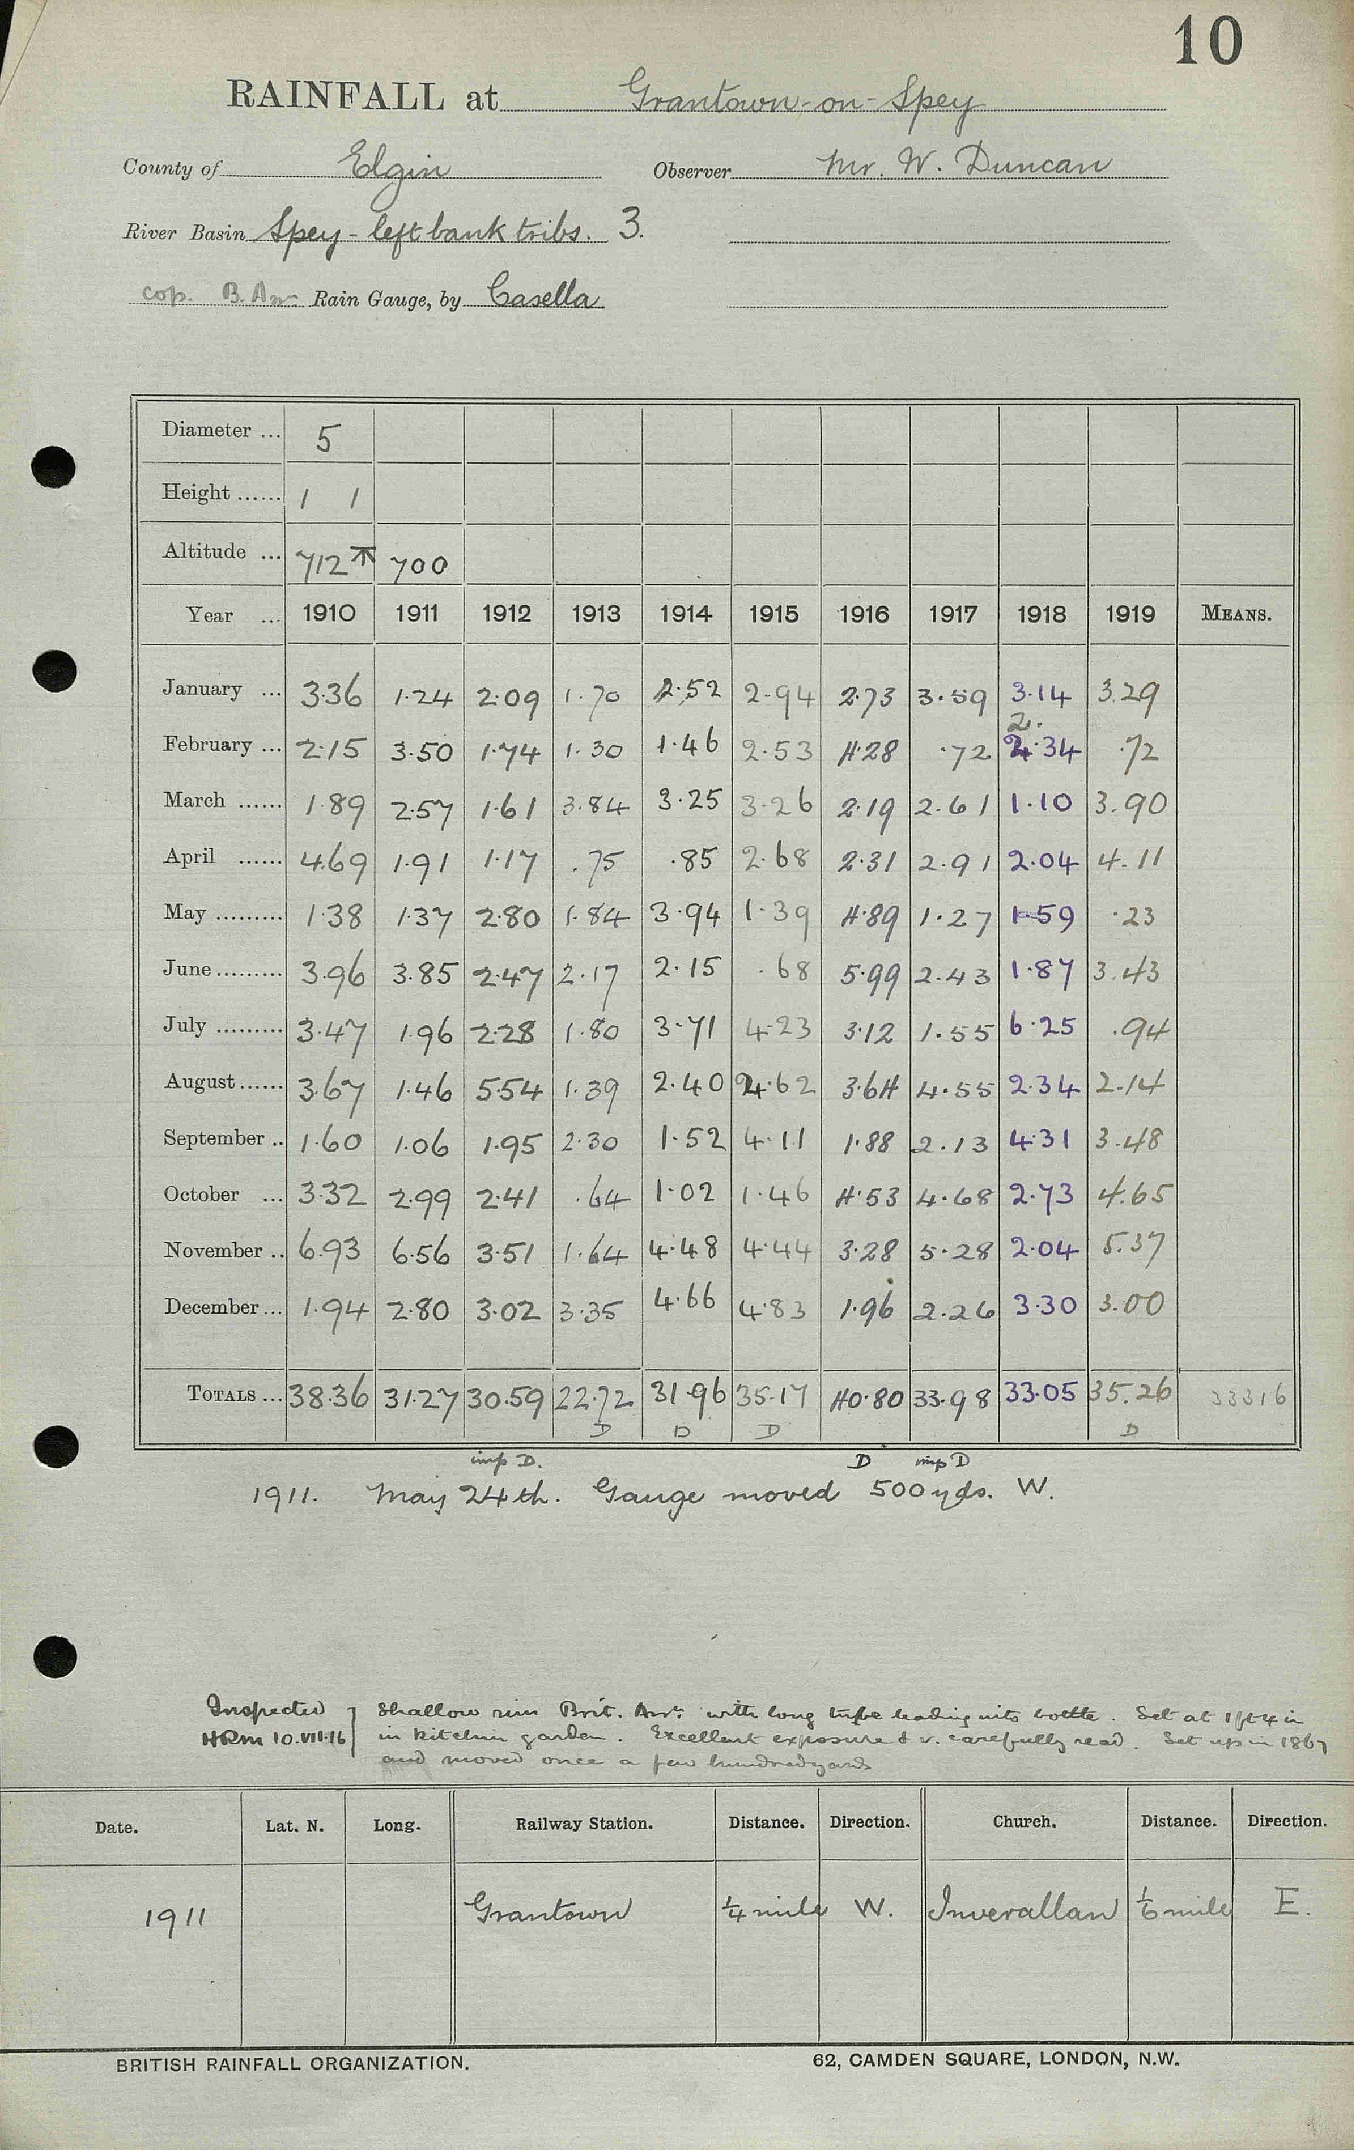 10
RAINFALL at Grantown-on-Spey
County of Elgin Observer Mr. W. Duncan
River Basin Spey - left bank tribs. 3.
cop. B. Arn Rain Gauge, by Casella
Diameter ... 5
Height ...... 1 1
Altitude ... 712 ⊼ 700
Year ... 1910 1911 1912 1913 1914 1915 1916 1917 1918 1919 MEANS.
January ... 3.36 1.24 2.09 1.70 2.52 2.94 2.73 3.59 3.14 3.29
2.
February ... 2.15 3.50 1.74 1.30 1.46 2.53 4.28 .72 2.34 .72
March ...... 1.89 2.57 1.61 3.84 3.25 3.26 2.19 2.61 1.10 3.90
April ...... 4.69 1.91 1.17 .75 .85 2.68 2.31 2.91 2.04 4.11
May ......... 1.38 1.37 2.80 1.84 3.94 1.39 4.89 1.27 1.59 .23
June ......... 3.96 3.85 2.47 2.17 2.15 .68 5.99 2.43 1.87 3.43
July ......... 3.47 1.96 2.28 1.80 3.71 4.23 3.12 1.55 6.25 .94
August ...... 3.67 1.46 5.54 1.39 2.40 2.62 3.64 4.55 2.34 2.14
September .. 1.60 1.06 1.95 2.30 1.52 4.11 1.88 2.13 4.31 3.48
October ... 3.32 2.99 2.41 .64 1.02 1.46 4.53 4.68 2.73 4.65
November .. 6.93 6.56 3.51 1.64 4.48 4.44 3.28 5.28 2.04 5.37
December ... 1.94 2.80 3.02 3.35 4.66 4.83 1.96 2.26 3.30 3.00
TOTALS ... 38.36 31.27 30.59 22.72 31.96 35.17 40.80 33.98 33.05 35.26 33316
D D D D
imp D. D imp D
1911. May 24th. Gauge moved 500 yds. W.
Inspected } Shallow rim Brit. Arn. with long tube leading into bottle. Set at 1 ft 4 in
HRM 10.VII.16 in kitchen garden. Excellent exposure & v. carefully read. Set up in 1867
and moved once a few hundred yards
Date. Lat. N. Long. Railway Station. Distance. Direction. Church. Distance. Direction.
1911 Grantown 1/4 mile W. Inverallan 1/6 mile E.
BRITISH RAINFALL ORGANIZATION. 62, CAMDEN SQUARE, LONDON, N.W.